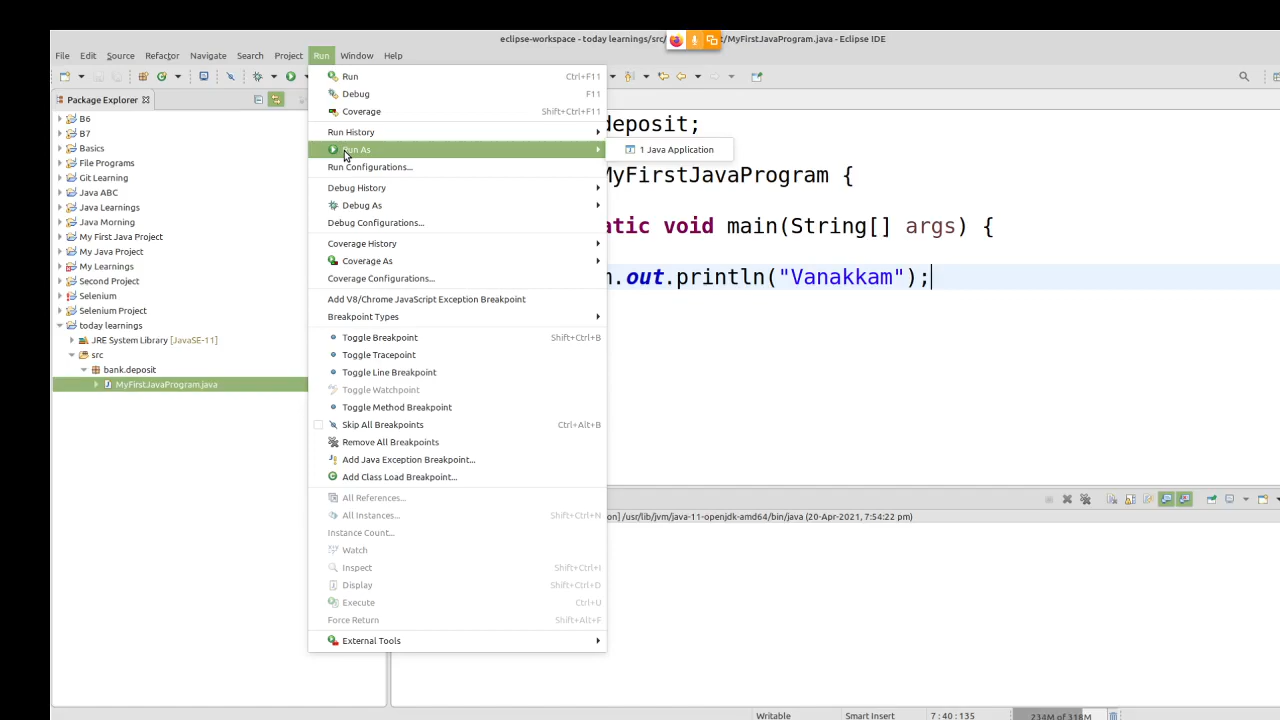 eclipse-workspace - today learnings/src/ t/MyFirstJavaProgram.java - Eclipse IDE
File Edit Source Refactor Navigate Search Project Run Window Help
Package Explorer
B6
B7
Basics
File Programs
Git Learning
Java ABC
Java Learnings
Java Morning
My First Java Project
My Java Project
My Learnings
Second Project
Selenium
Selenium Project
today learnings
JRE System Library [JavaSE-11]
src
bank.deposit
MyFirstJavaProgram.java
Run Ctrl+F11
Debug F11
Coverage Shift+Ctrl+F11
Run History
Run As
Run Configurations...
Debug History
Debug As
Debug Configurations...
Coverage History
Coverage As
Coverage Configurations...
Add V8/Chrome JavaScript Exception Breakpoint
Breakpoint Types
Toggle Breakpoint Shift+Ctrl+B
Toggle Tracepoint
Toggle Line Breakpoint
Toggle Watchpoint
Toggle Method Breakpoint
Skip All Breakpoints Ctrl+Alt+B
Remove All Breakpoints
Add Java Exception Breakpoint...
Add Class Load Breakpoint...
All References...
All Instances... Shift+Ctrl+N
Instance Count...
Watch
Inspect Shift+Ctrl+I
Display Shift+Ctrl+D
Execute Ctrl+U
Force Return Shift+Alt+F
External Tools
1 Java Application
deposit;
MyFirstJavaProgram {
atic void main(String[] args) {
m.out.println("Vanakkam");
on] /usr/lib/jvm/java-11-openjdk-amd64/bin/java (20-Apr-2021, 7:54:22 pm)
Writable Smart Insert 7 : 40 : 135 234M of 318M